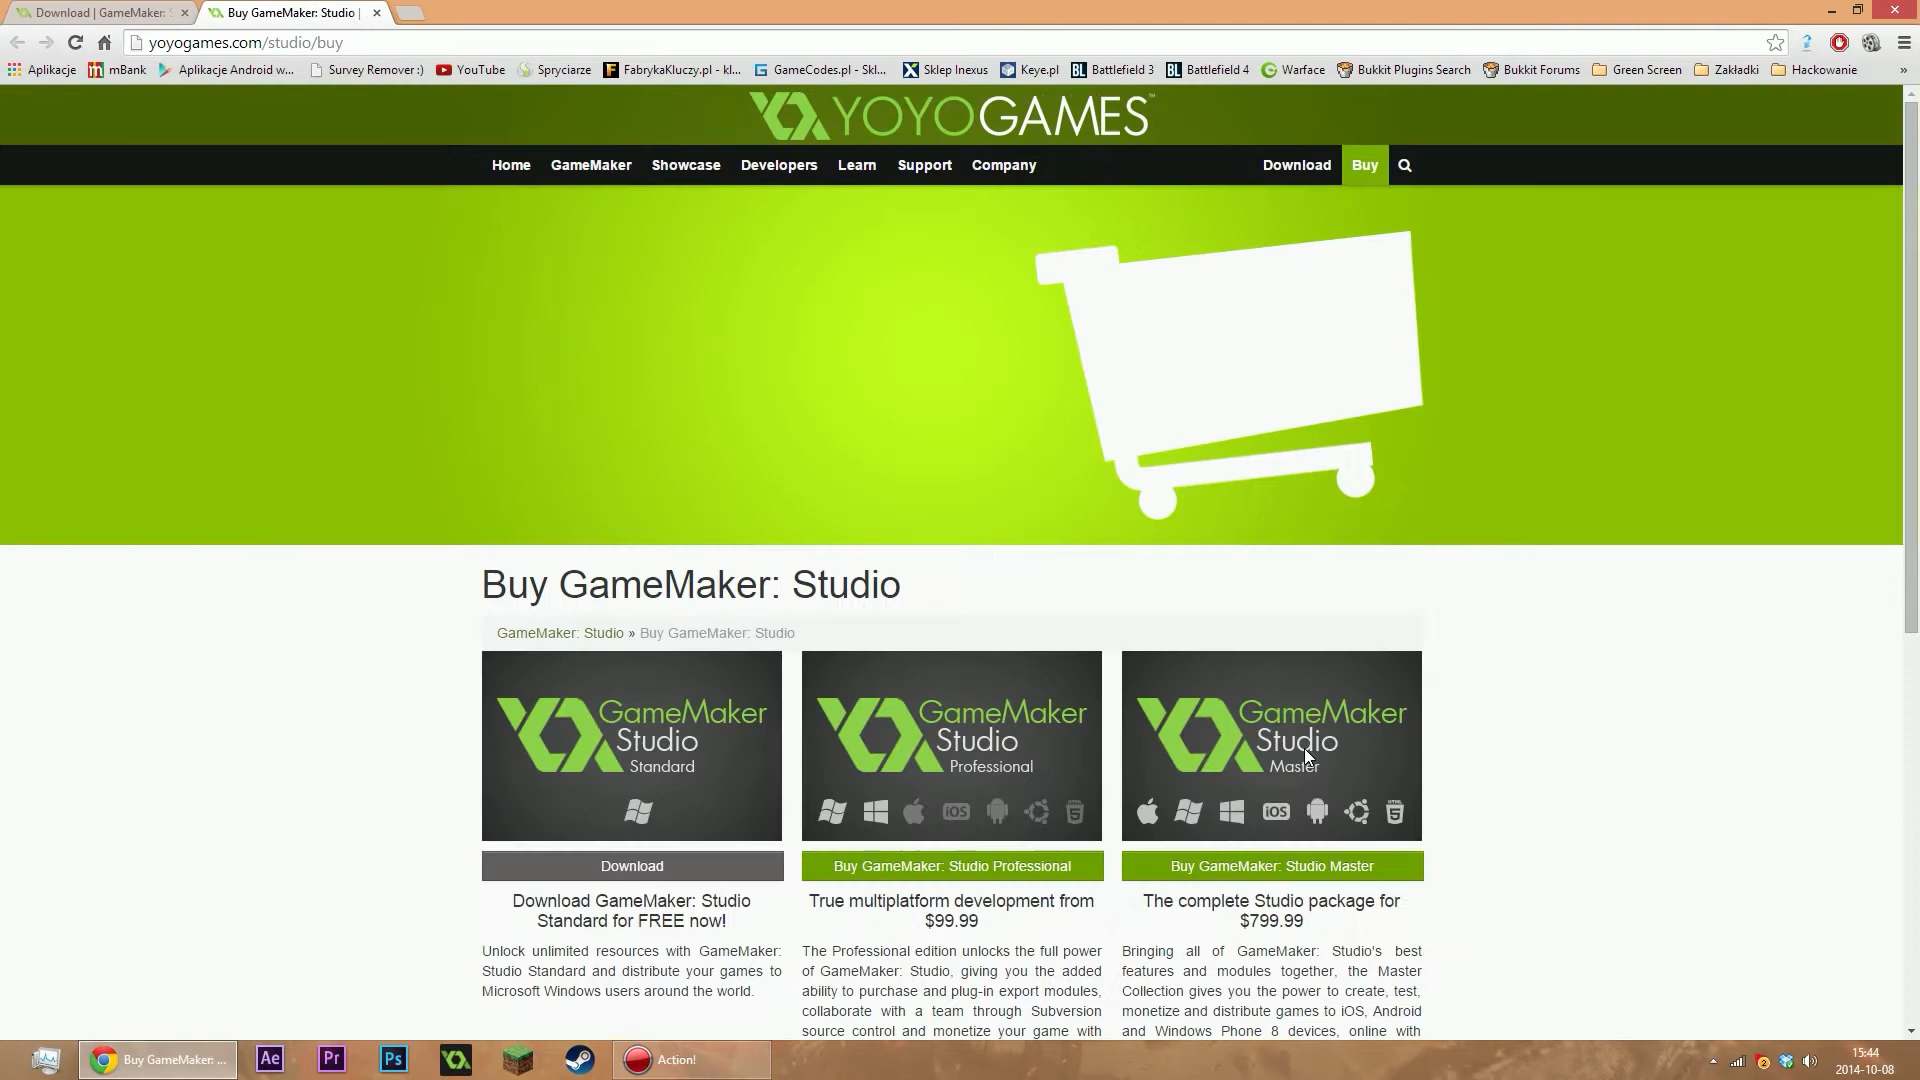 Download | GameMaker: S
Buy GameMaker: Studio |
yoyogames.com/studio/buy
Aplikacje
mBank
Aplikacje Android w...
Survey Remover :)
YouTube
Spryciarze
FabrykaKluczy.pl - kl...
GameCodes.pl - Skl...
Sklep Inexus
Keye.pl
Battlefield 3
Battlefield 4
Warface
Bukkit Plugins Search
Bukkit Forums
Green Screen
Zakładki
Hackowanie
»
YOYOGAMES™
Home GameMaker Showcase Developers Learn Support Company Download Buy
Buy GameMaker: Studio
GameMaker: Studio » Buy GameMaker: Studio
GameMaker
Studio
Standard
Download
Download GameMaker: Studio
Standard for FREE now!
Unlock unlimited resources with GameMaker:
Studio Standard and distribute your games to
Microsoft Windows users around the world.
GameMaker
Studio
Professional
iOS
HTML
5
Buy GameMaker: Studio Professional
True multiplatform development from
$99.99
The Professional edition unlocks the full power
of GameMaker: Studio, giving you the added
ability to purchase and plug-in export modules,
collaborate with a team through Subversion
source control and monetize your game with
GameMaker
Studio
Master
iOS
HTML
5
Buy GameMaker: Studio Master
The complete Studio package for
$799.99
Bringing all of GameMaker: Studio's best
features and modules together, the Master
Collection gives you the power to create, test,
monetize and distribute games to iOS, Android
and Windows Phone 8 devices, online with
Buy GameMaker: ...
Ae
Pr
Ps
Action!
15:44
2014-10-08